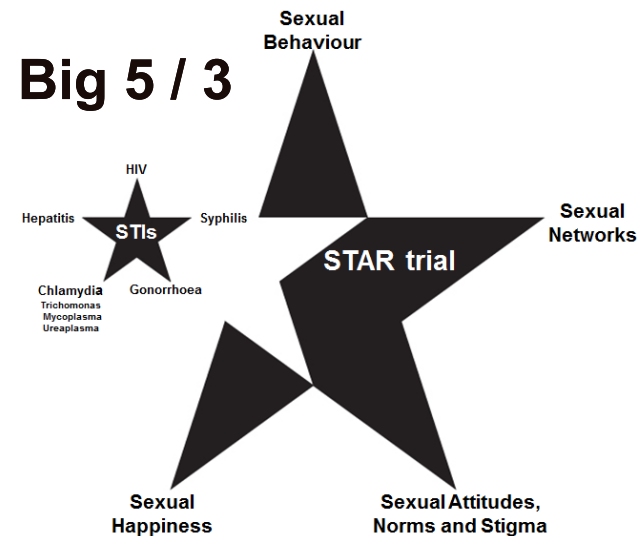 Sexual
Behaviour
Big 5 / 3
HIV
Hepatitis
Syphilis
STIs
Chlamydia
Gonorrhoea
Trichomonas
Mycoplasma
Ureaplasma
Sexual
Networks
STAR trial
Sexual
Happiness
Sexual Attitudes,
Norms and Stigma